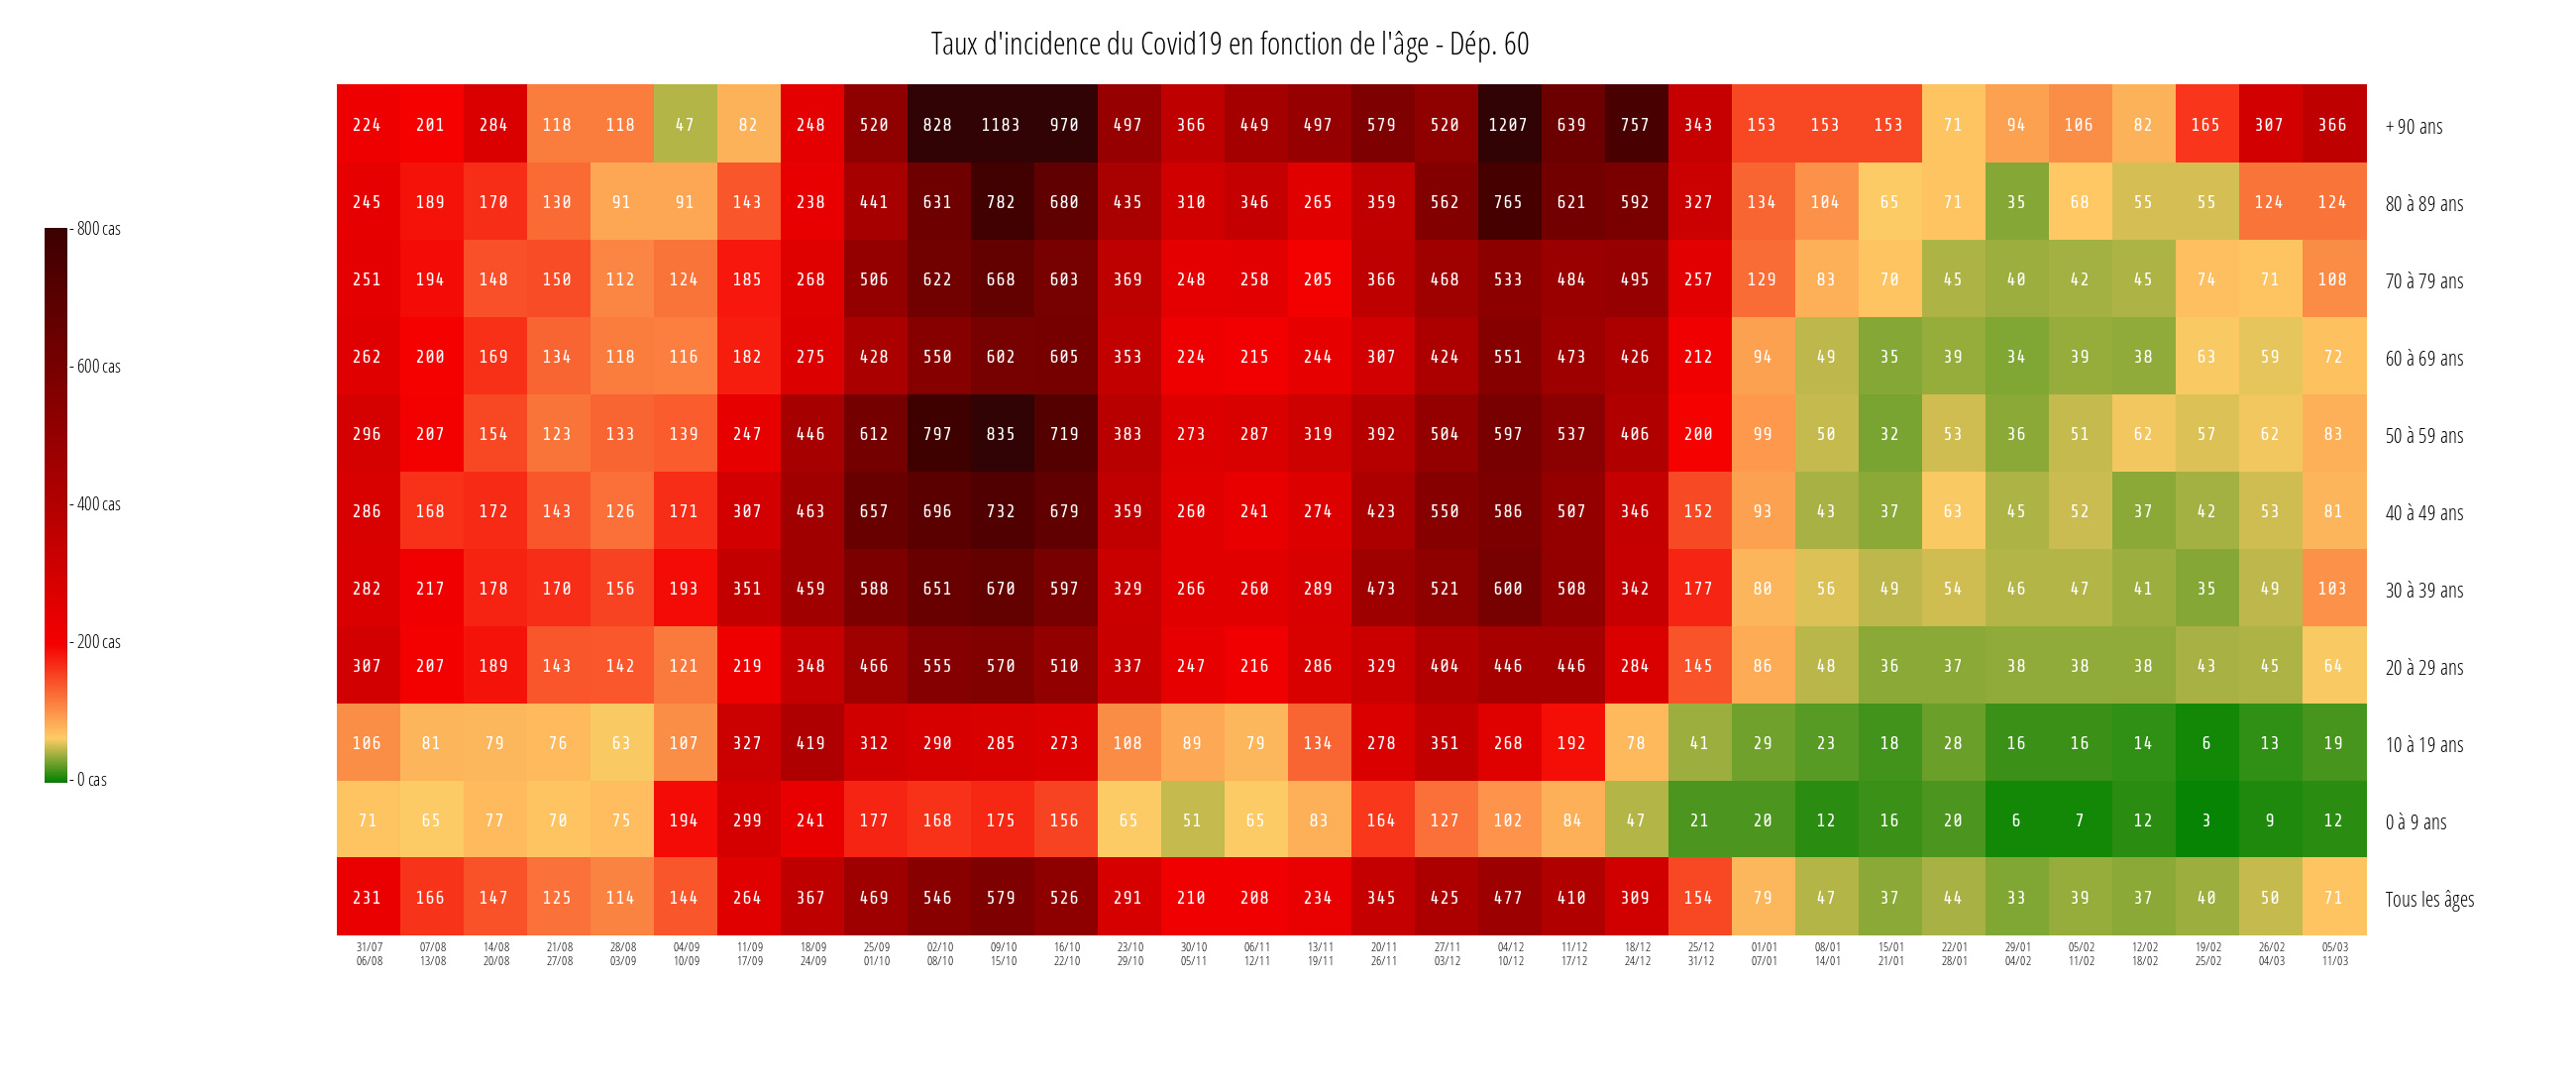 Taux d'incidence du Covid19 en fonction de l'âge - Dép. 60
224 201 284 118 118 47 82 248 520 828 1183 970 497 366 449 497 579 520 1207 639 757 343 153 153 153 71 94 106 82 165 307 366 + 90 ans
245 189 170 130 91 91 143 238 441 631 782 680 435 310 346 265 359 562 765 621 592 327 134 104 65 71 35 68 55 55 124 124 80 à 89 ans
- 800 cas
251 194 148 150 112 124 185 268 506 622 668 603 369 248 258 205 366 468 533 484 495 257 129 83 70 45 40 42 45 74 71 108 70 à 79 ans
262 200 169 134 118 116 182 275 428 550 602 605 353 224 215 244 307 424 551 473 426 212 94 49 35 39 34 39 38 63 59 72 60 à 69 ans
- 600 cas
296 207 154 123 133 139 247 446 612 797 835 719 383 273 287 319 392 504 597 537 406 200 99 50 32 53 36 51 62 57 62 83 50 à 59 ans
- 400 cas
286 168 172 143 126 171 307 463 657 696 732 679 359 260 241 274 423 550 586 507 346 152 93 43 37 63 45 52 37 42 53 81 40 à 49 ans
282 217 178 170 156 193 351 459 588 651 670 597 329 266 260 289 473 521 600 508 342 177 80 56 49 54 46 47 41 35 49 103 30 à 39 ans
- 200 cas
307 207 189 143 142 121 219 348 466 555 570 510 337 247 216 286 329 404 446 446 284 145 86 48 36 37 38 38 38 43 45 64 20 à 29 ans
106 81 79 76 63 107 327 419 312 290 285 273 108 89 79 134 278 351 268 192 78 41 29 23 18 28 16 16 14 6 13 19 10 à 19 ans
- 0 cas
71 65 77 70 75 194 299 241 177 168 175 156 65 51 65 83 164 127 102 84 47 21 20 12 16 20 6 7 12 3 9 12 0 à 9 ans
231 166 147 125 114 144 264 367 469 546 579 526 291 210 208 234 345 425 477 410 309 154 79 47 37 44 33 39 37 40 50 71 Tous les âges
31/07 07/08 14/08 21/08 28/08 04/09 11/09 18/09 25/09 02/10 09/10 16/10 23/10 30/10 06/11 13/11 20/11 27/11 04/12 11/12 18/12 25/12 01/01 08/01 15/01 22/01 29/01 05/02 12/02 19/02 26/02 05/03
06/08 13/08 20/08 27/08 03/09 10/09 17/09 24/09 01/10 08/10 15/10 22/10 29/10 05/11 12/11 19/11 26/11 03/12 10/12 17/12 24/12 31/12 07/01 14/01 21/01 28/01 04/02 11/02 18/02 25/02 04/03 11/03